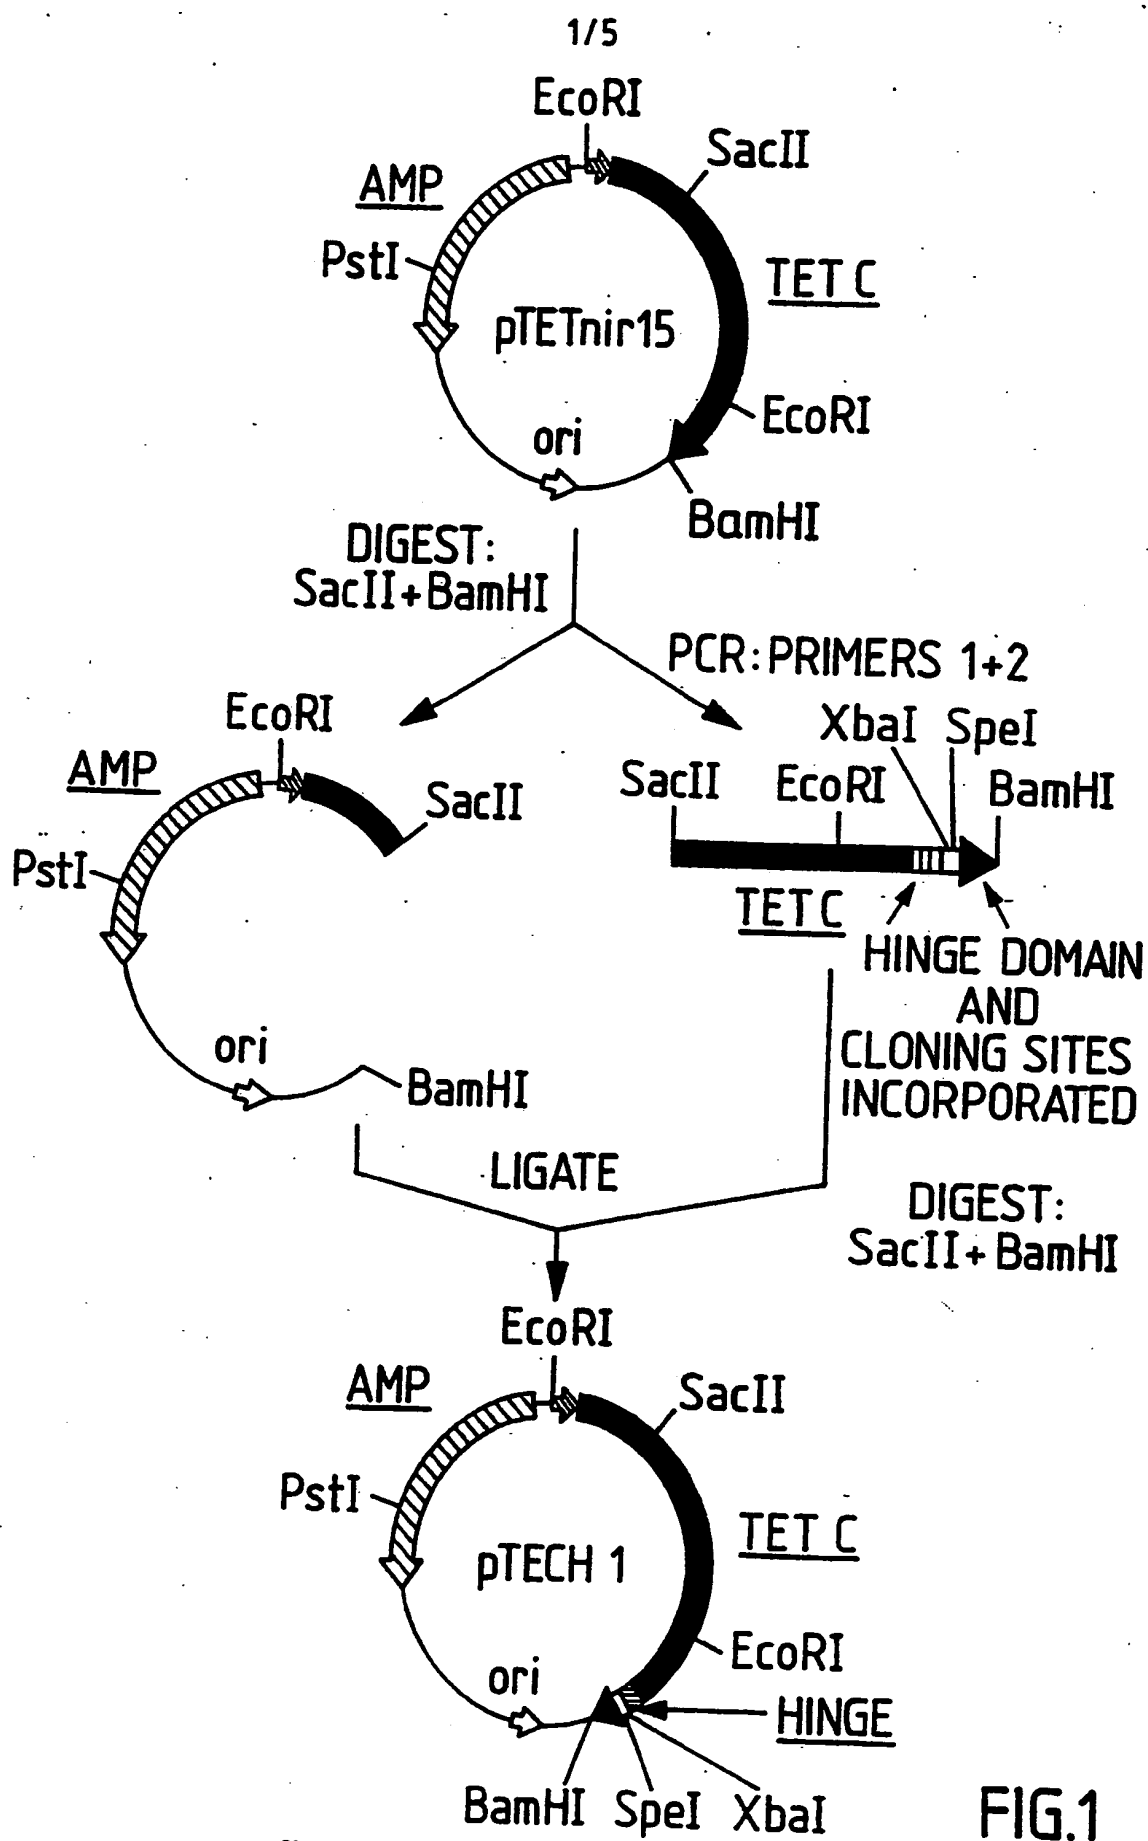 1/5
EcoRI
SacII
AMP
PstI
TET C
pTETnir15
EcoRI
ori
BamHI
DIGEST:
SacII+BamHI
PCR: PRIMERS 1+2
EcoRI
XbaI SpeI
AMP
SacII
SacII
EcoRI
BamHI
PstI
TET C
HINGE DOMAIN
AND
CLONING SITES
INCORPORATED
ori
BamHI
LIGATE
DIGEST:
SacII+BamHI
EcoRI
AMP
SacII
PstI
TET C
pTECH 1
EcoRI
ori
HINGE
BamHI SpeI XbaI
FIG.1